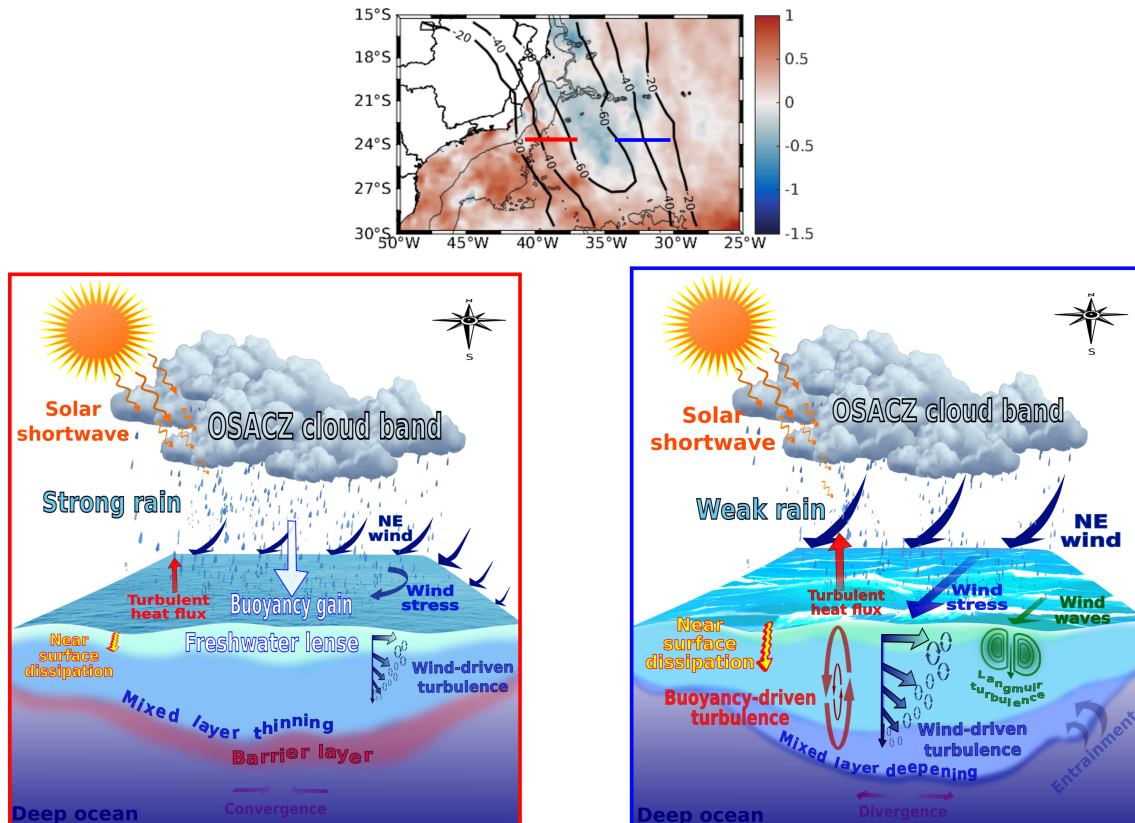 15°S
18°S
21°S
24°S
27°S
30°S
50°W
45°W
40°W
35°W
30°W
25°W
1
0.5
0
-0.5
-1
-1.5
-20
-40
-60
-40
-20
-60
-20
-40
-60
-40
-20
N
S
Solar
shortwave
OSACZ cloud band
Strong rain
NE
wind
Turbulent
heat flux
Buoyancy gain
Wind
stress
Near
surface
dissipation
Freshwater lense
Wind-driven
turbulence
Mixed layer thinning
Barrier layer
Convergence
Deep ocean
N
S
Solar
shortwave
OSACZ cloud band
Weak rain
NE
wind
Turbulent
heat flux
Wind
stress
Wind
waves
Near
surface
dissipation
Langmuir
turbulence
Buoyancy-driven
turbulence
Wind-driven
turbulence
Mixed layer deepening
Entrainment
Divergence
Deep ocean